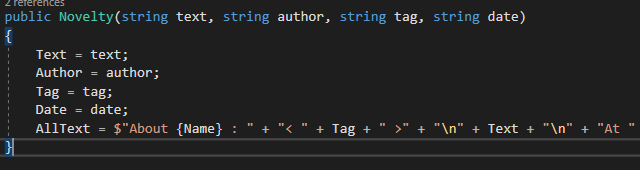 2 references
public Novelty(string text, string author, string tag, string date)
{
Text = text;
Author = author;
Tag = tag;
Date = date;
AllText = $"About {Name} : " + "< " + Tag + " >" + "\n" + Text + "\n" + "At "
}